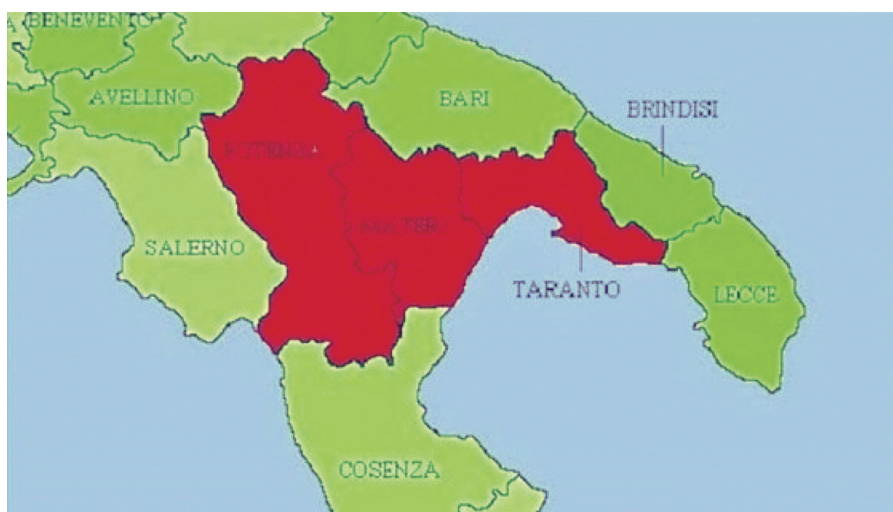 BENEVENTO
AVELLINO
BARI
BRINDISI
POTENZA
SALERNO
TARANTO
LECCE
COSENZA